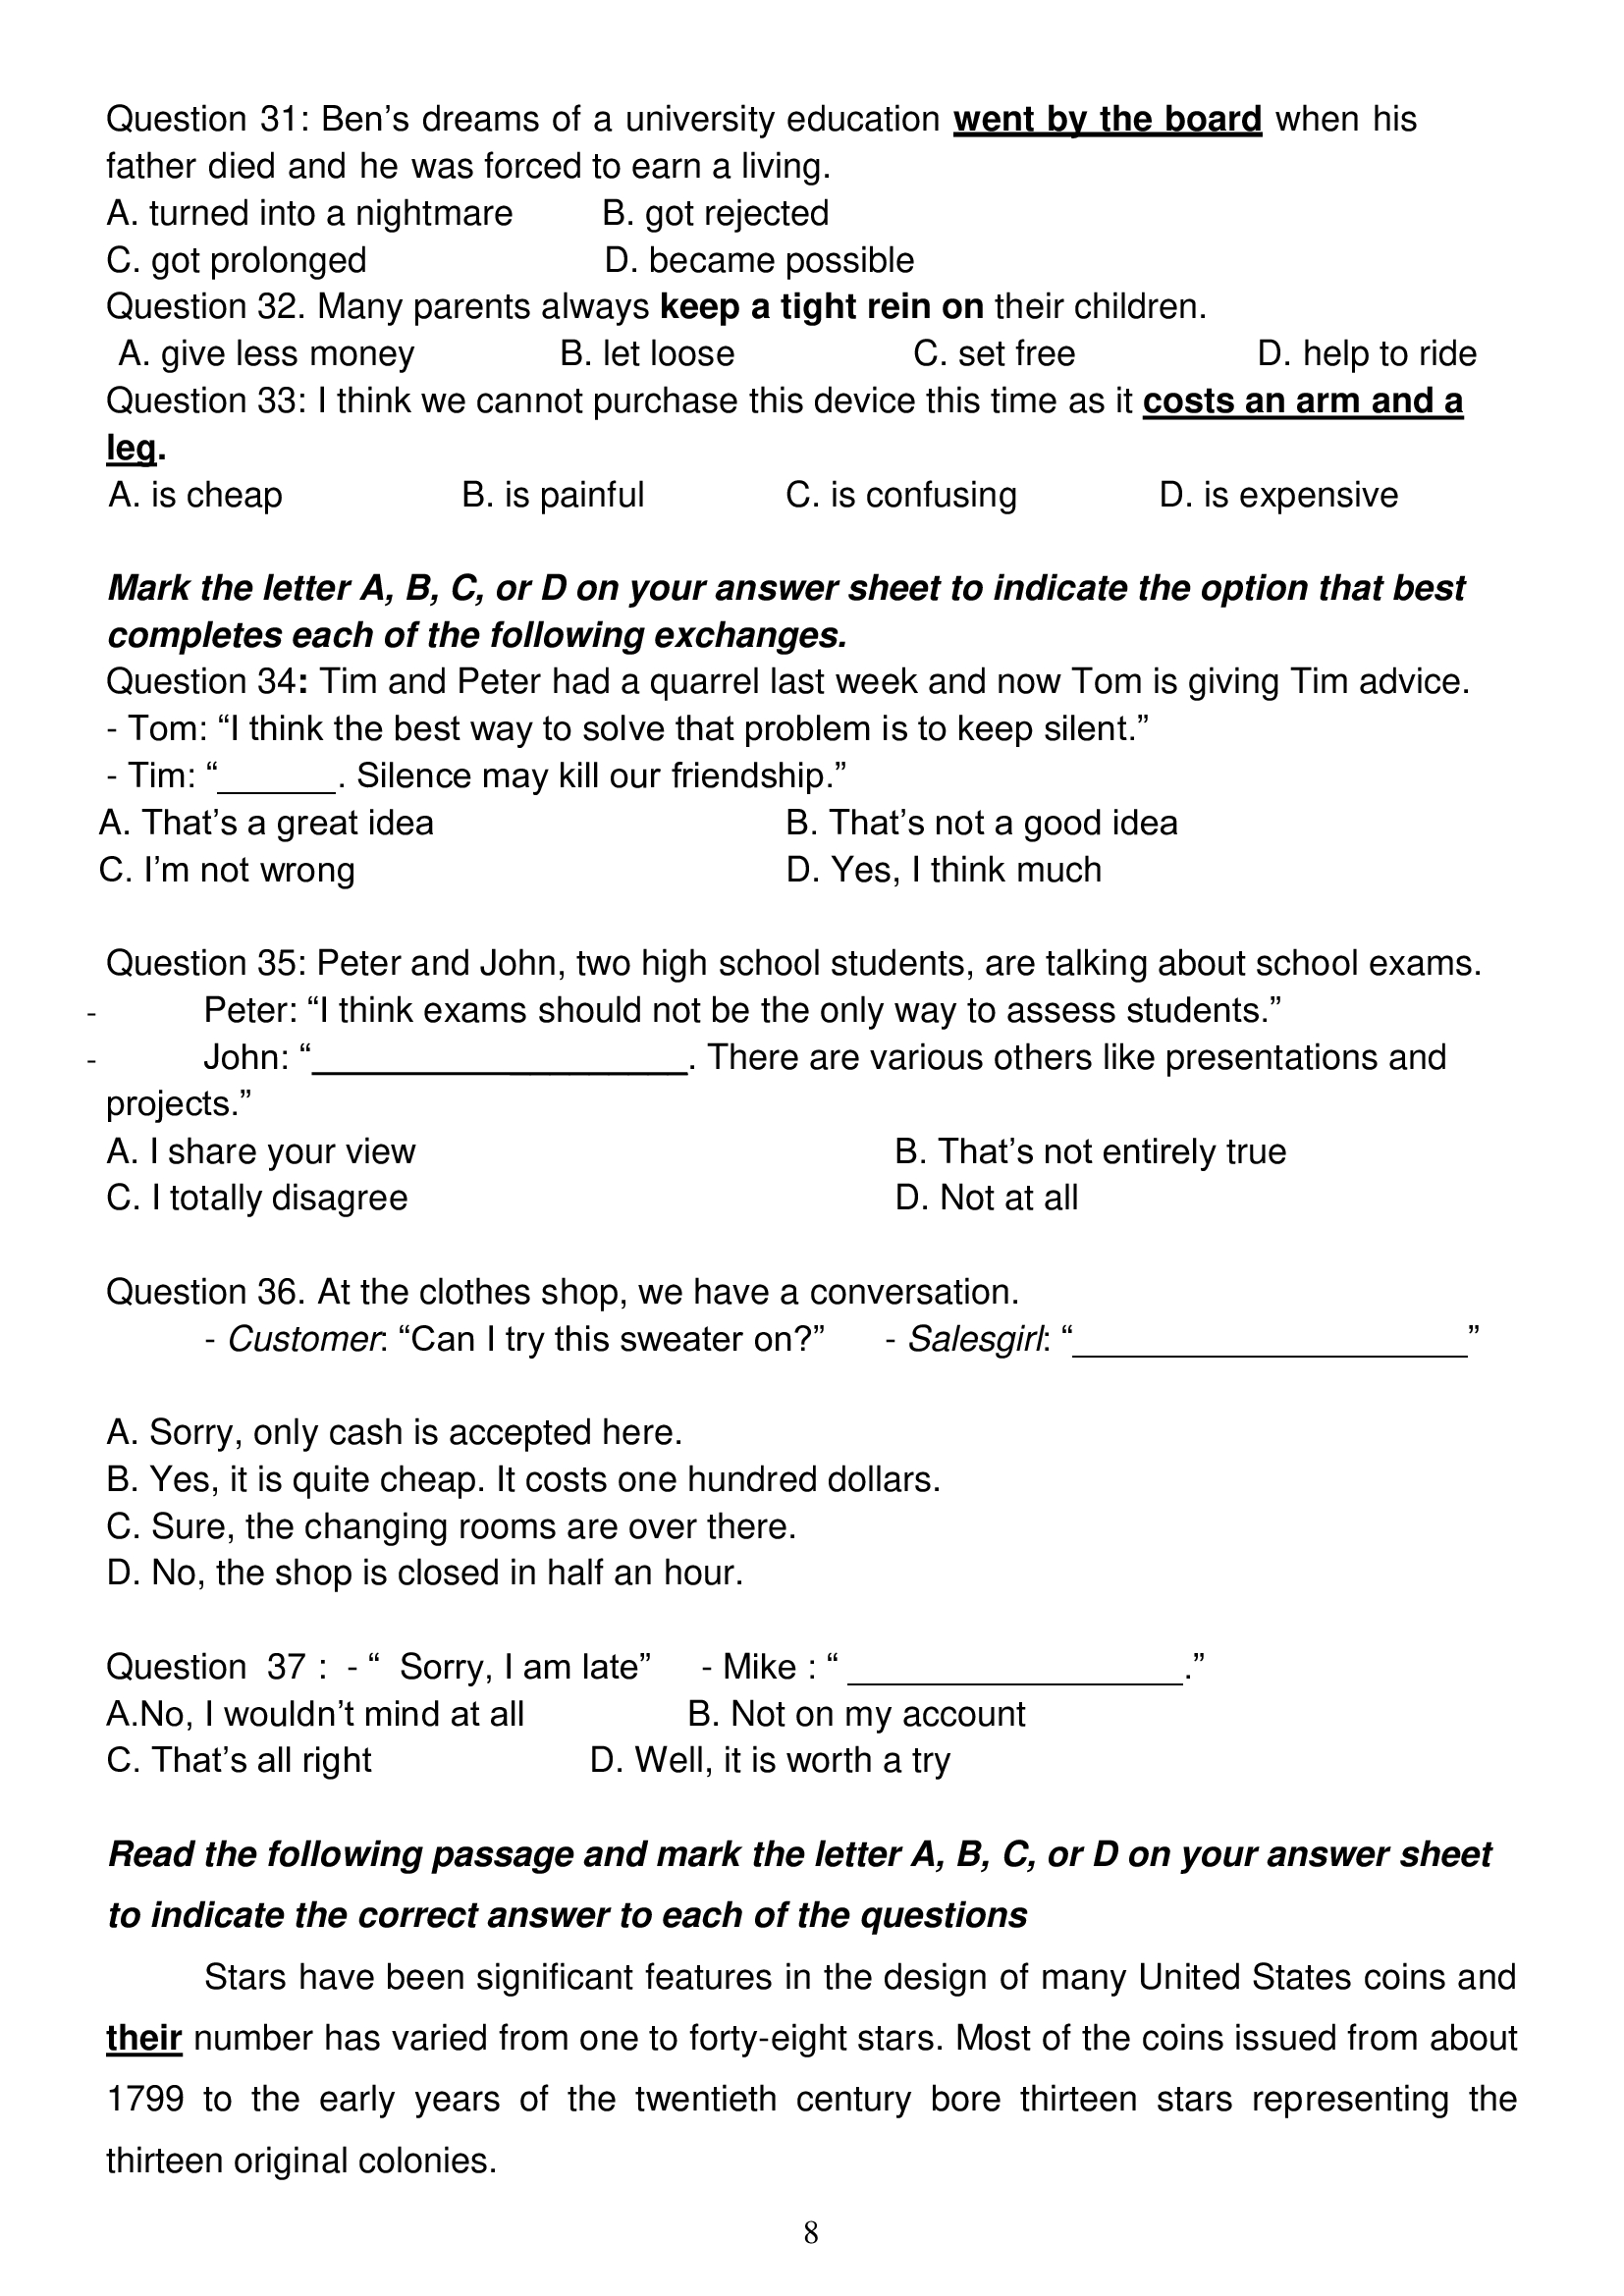 Question 31: Ben’s dreams of a university education went by the board when his
father died and he was forced to earn a living.
A. turned into a nightmare B. got rejected
C. got prolonged D. became possible
Question 32. Many parents always keep a tight rein on their children.
A. give less money B. let loose C. set free D. help to ride
Question 33: I think we cannot purchase this device this time as it costs an arm and a
leg.
A. is cheap B. is painful C. is confusing D. is expensive
Mark the letter A, B, C, or D on your answer sheet to indicate the option that best
completes each of the following exchanges.
Question 34: Tim and Peter had a quarrel last week and now Tom is giving Tim advice.
- Tom: “I think the best way to solve that problem is to keep silent.”
- Tim: “______. Silence may kill our friendship.”
A. That’s a great idea B. That’s not a good idea
C. I’m not wrong D. Yes, I think much
Question 35: Peter and John, two high school students, are talking about school exams.
- Peter: “I think exams should not be the only way to assess students.”
- John: “___________________. There are various others like presentations and
projects.”
A. I share your view B. That’s not entirely true
C. I totally disagree D. Not at all
Question 36. At the clothes shop, we have a conversation.
- Customer: “Can I try this sweater on?” - Salesgirl: “____________________”
A. Sorry, only cash is accepted here.
B. Yes, it is quite cheap. It costs one hundred dollars.
C. Sure, the changing rooms are over there.
D. No, the shop is closed in half an hour.
Question 37 : - “ Sorry, I am late” - Mike : “ _________________.”
A.No, I wouldn’t mind at all B. Not on my account
C. That’s all right D. Well, it is worth a try
Read the following passage and mark the letter A, B, C, or D on your answer sheet
to indicate the correct answer to each of the questions
Stars have been significant features in the design of many United States coins and
their number has varied from one to forty-eight stars. Most of the coins issued from about
1799 to the early years of the twentieth century bore thirteen stars representing the
thirteen original colonies.
8